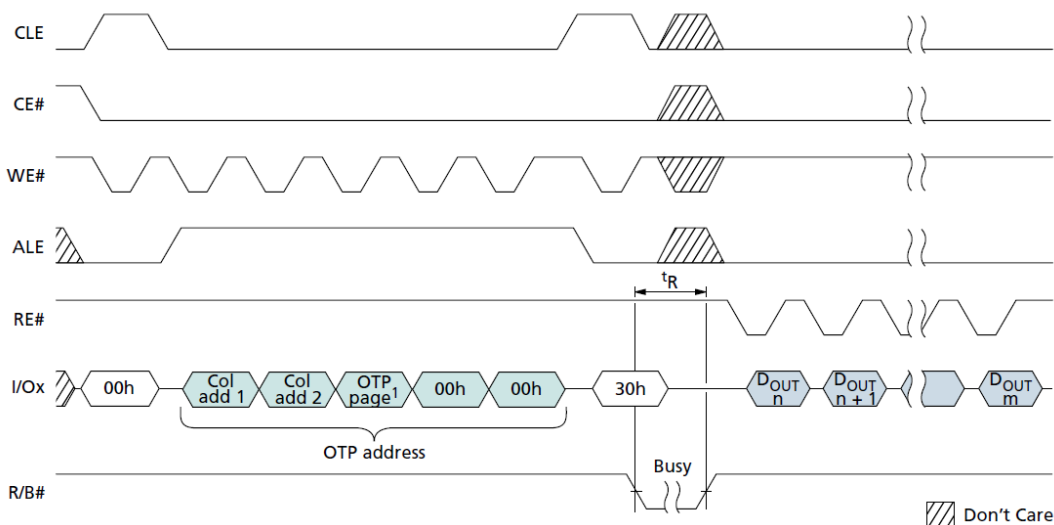 CLE
CE#
WE#
ALE
tR
RE#
I/Ox
00h
Col add 1
Col add 2
OTP page1
00h
00h
30h
DOUT n
DOUT n + 1
DOUT m
OTP address
Busy
R/B#
Don't Care